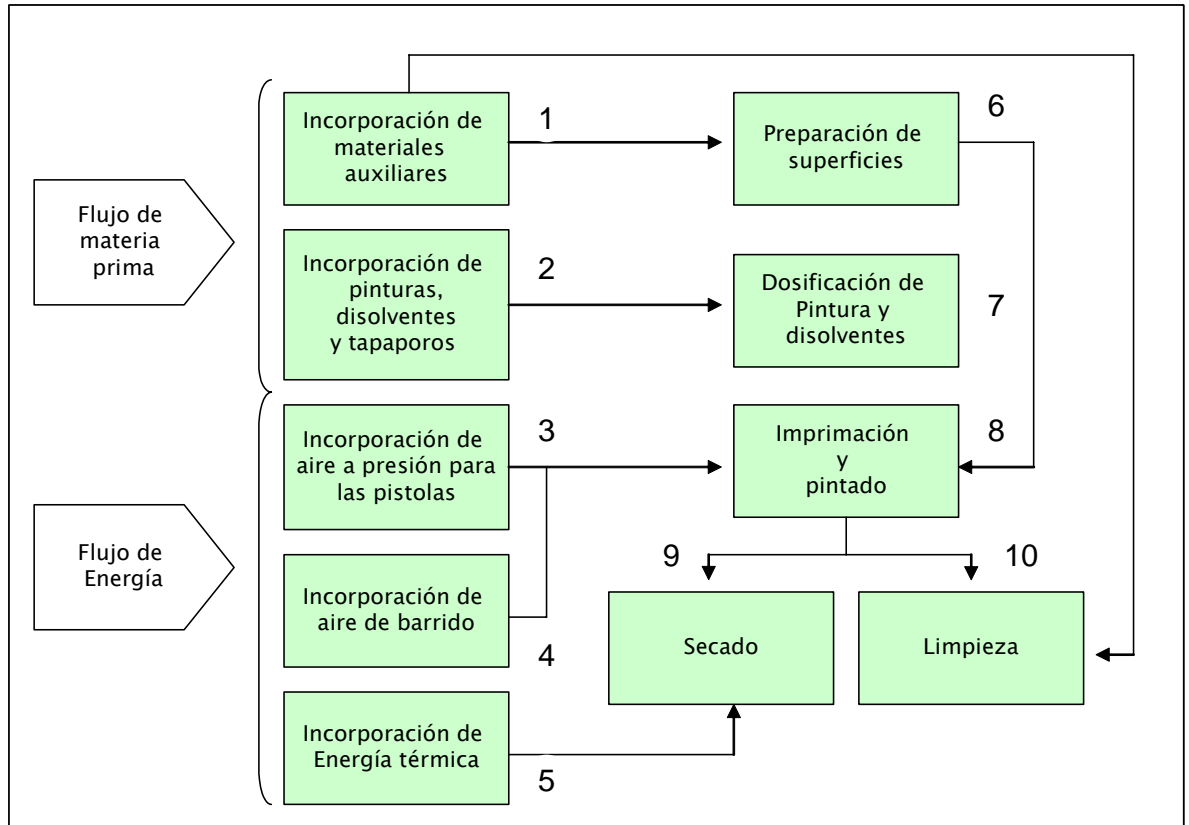 Flujo de
materia
prima
Incorporación de
materiales
auxiliares
1
Preparación de
superficies
6
Incorporación de
pinturas,
disolventes
y tapaporos
2
Dosificación de
Pintura y
disolventes
7
Flujo de
Energía
Incorporación de
aire a presión para
las pistolas
3
Imprimación
y
pintado
8
Incorporación de
aire de barrido
4
9
10
Secado
Limpieza
Incorporación de
Energía térmica
5